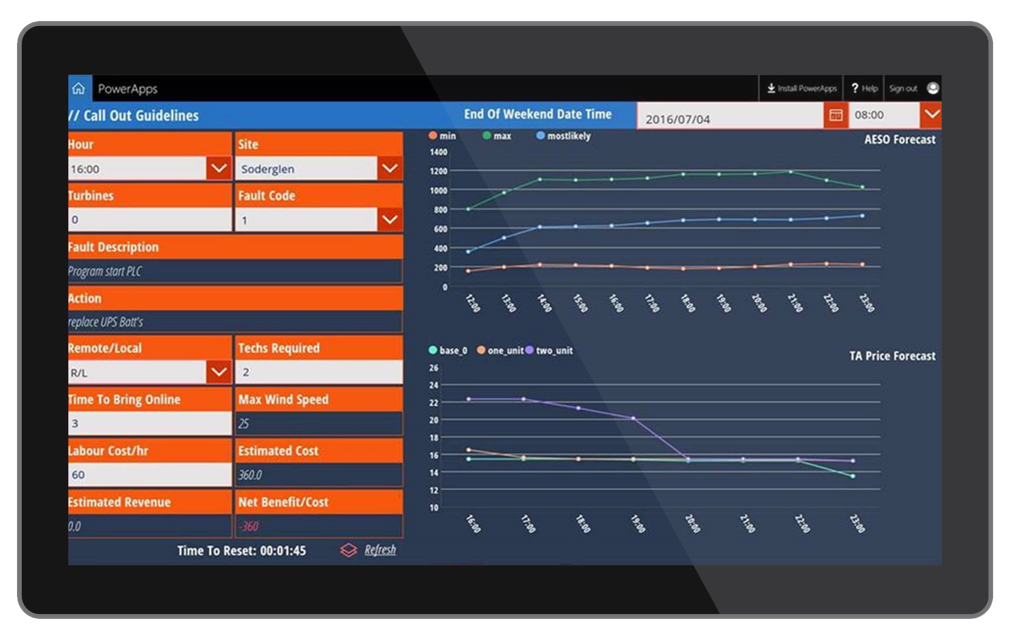 PowerApps
Install PowerApps
? Help
Sign out
// Call Out Guidelines
End Of Weekend Date Time
2016/07/04
08:00
Hour
Site
16:00
Soderglen
Turbines
Fault Code
0
1
Fault Description
Program start PLC
Action
replace UPS Batt's
Remote/Local
Techs Required
R/L
2
Time To Bring Online
Max Wind Speed
3
25
Labour Cost/hr
Estimated Cost
60
360.0
Estimated Revenue
Net Benefit/Cost
0.0
-360
Time To Reset: 00:01:45
Refresh
min
max
mostlikely
AESO Forecast
1400
1200
1000
800
600
400
200
0
12:00
13:00
14:00
15:00
16:00
17:00
18:00
19:00
20:00
21:00
22:00
23:00
base_0
one_unit
two_unit
TA Price Forecast
26
24
22
20
18
16
14
12
10
16:00
17:00
18:00
19:00
20:00
21:00
22:00
23:00